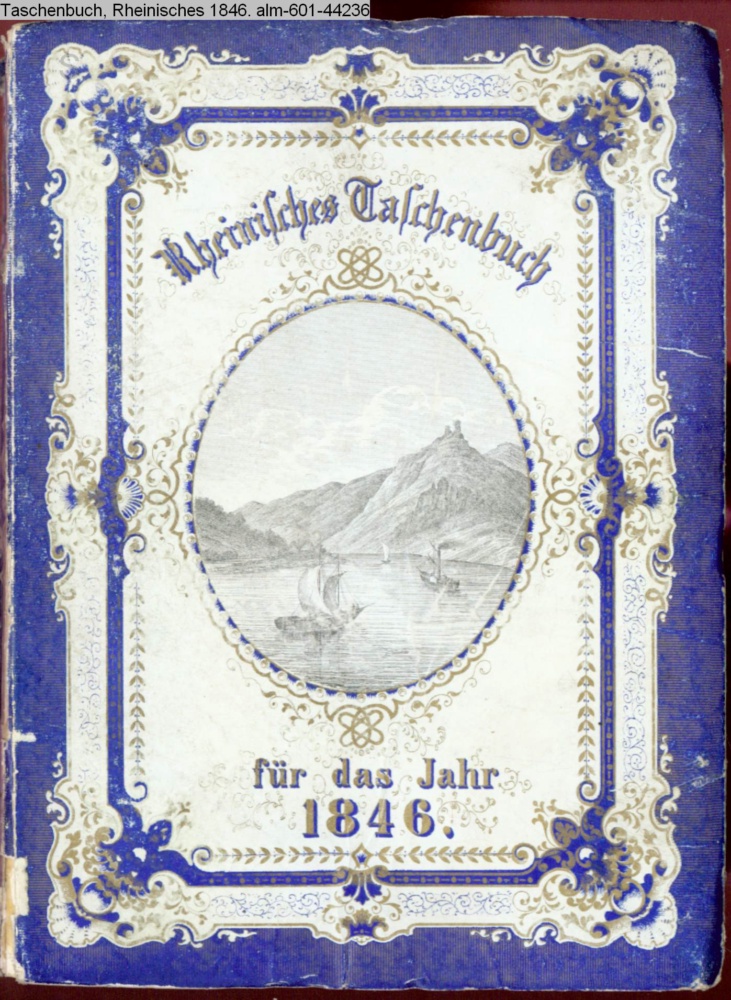 Taschenbuch, Rheinisches 1846. alm-601-44236
Rheinisches Taschenbuch
für das Jahr
1846.